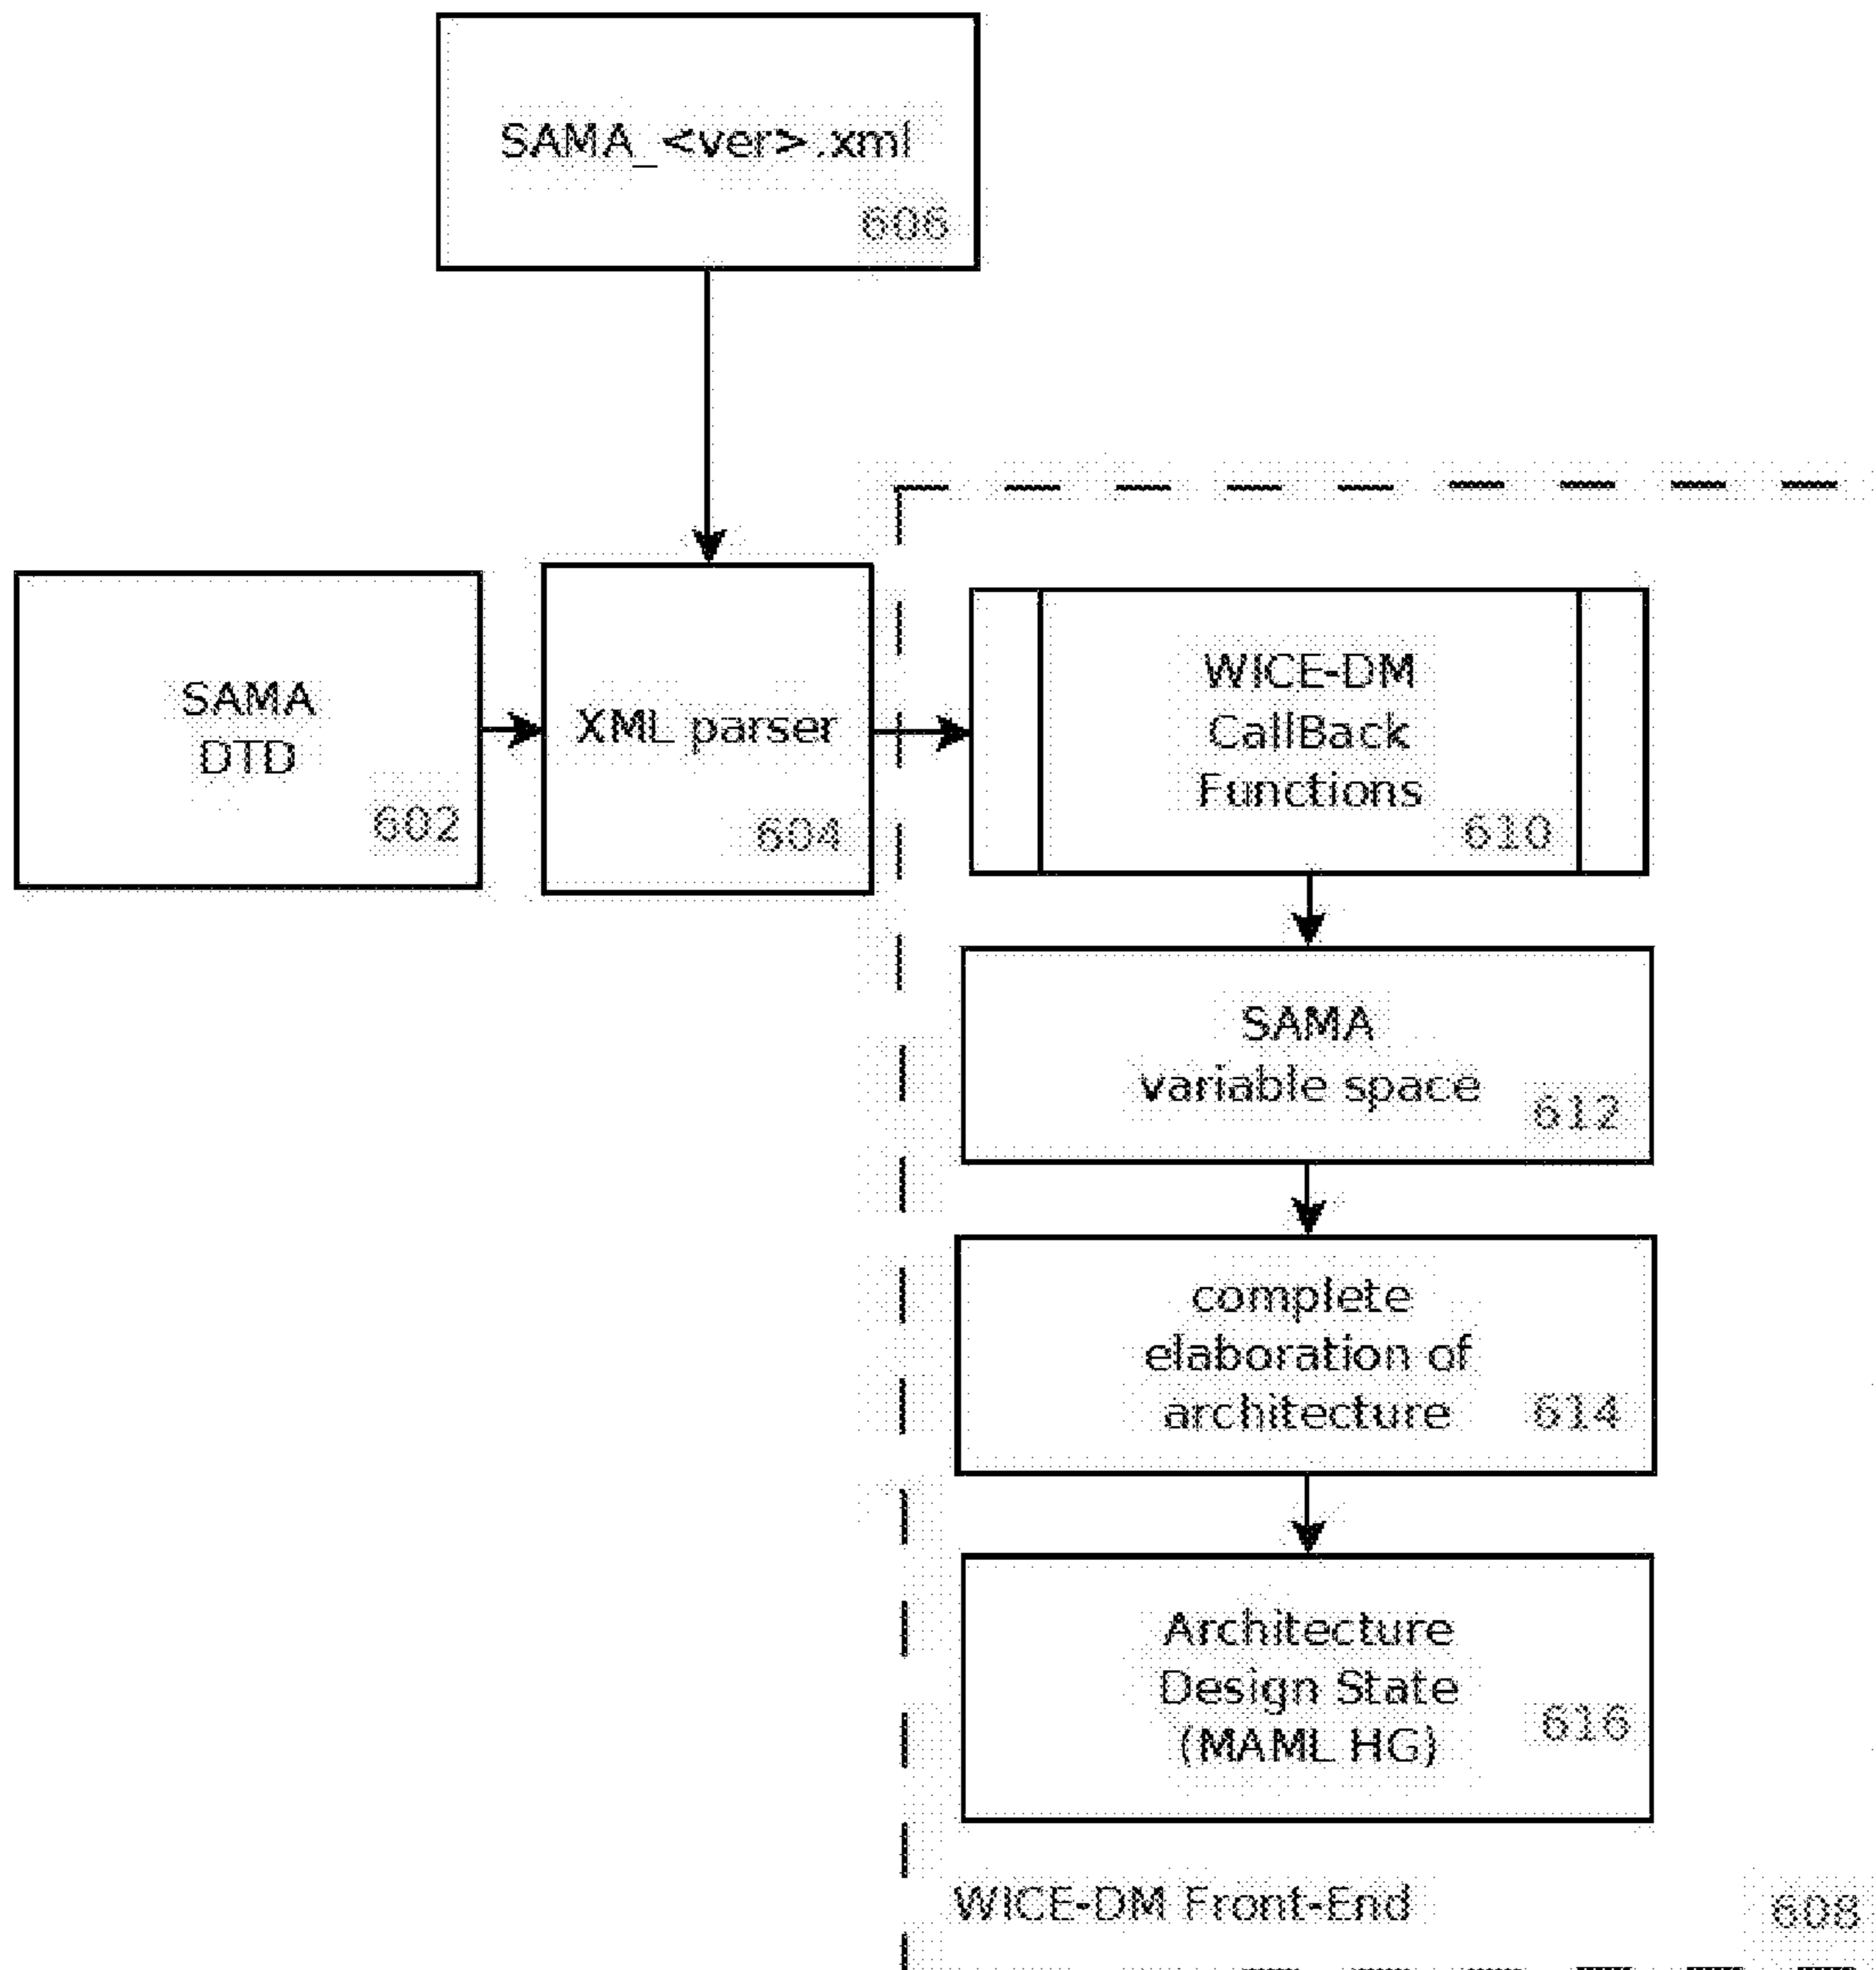 SAMA_<ver>.xml
606
SAMA
DTD
602
XML parser
604
WICE-DM
CallBack
Functions
610
SAMA
variable space
612
complete
elaboration of
architecture
614
Architecture
Design State
(MAML HG)
616
WICE-DM Front-End
608